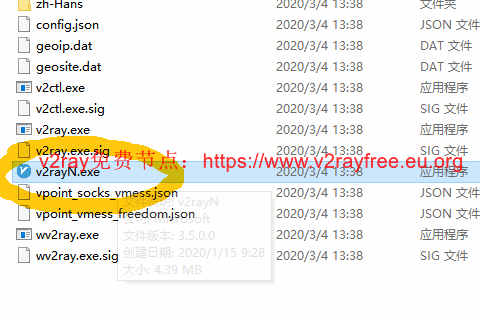 zh-Hans 2020/3/4 13:38 文件夹
config.json 2020/3/4 13:38 JSON 文件
geoip.dat 2020/3/4 13:38 DAT 文件
geosite.dat 2020/3/4 13:38 DAT 文件
v2ctl.exe 2020/3/4 13:38 应用程序
v2ctl.exe.sig 2020/3/4 13:38 SIG 文件
v2ray.exe 2020/3/4 13:38 应用程序
v2ray.exe.sig 2020/3/4 13:38 SIG 文件
v2ray免费节点：https://www.v2rayfree.eu.org
v2rayN.exe 2020/3/4 13:38 应用程序
vpoint_socks_vmess.json 2020/3/4 13:38 JSON 文件
文件说明: v2rayN
vpoint_vmess_freedom.json 2020/3/4 13:38 JSON 文件
公司: Microsoft
文件版本: 3.5.0.0
wv2ray.exe 2020/3/4 13:38 应用程序
创建日期: 2020/1/15 9:28
wv2ray.exe.sig 2020/3/4 13:38 SIG 文件
大小: 4.39 MB